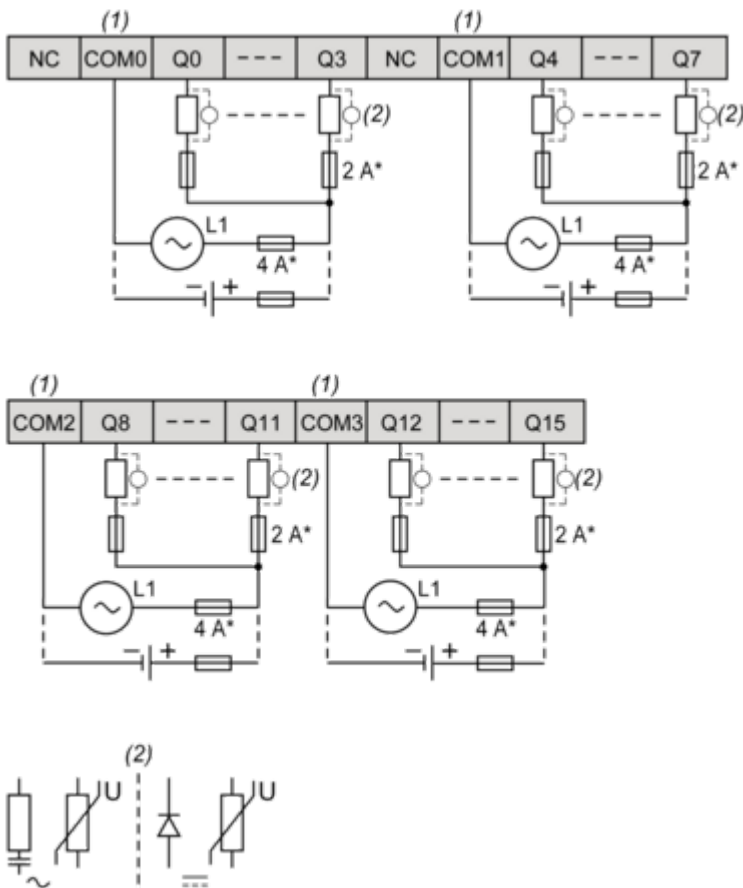 (1) (1)
NC COM0 Q0 --- Q3 NC COM1 Q4 --- Q7
(2) (2)
2 A* 2 A*
L1 L1
4 A* 4 A*
− + − +
(1) (1)
COM2 Q8 --- Q11 COM3 Q12 --- Q15
(2) (2)
2 A* 2 A*
L1 L1
4 A* 4 A*
− + − +
(2)
U U